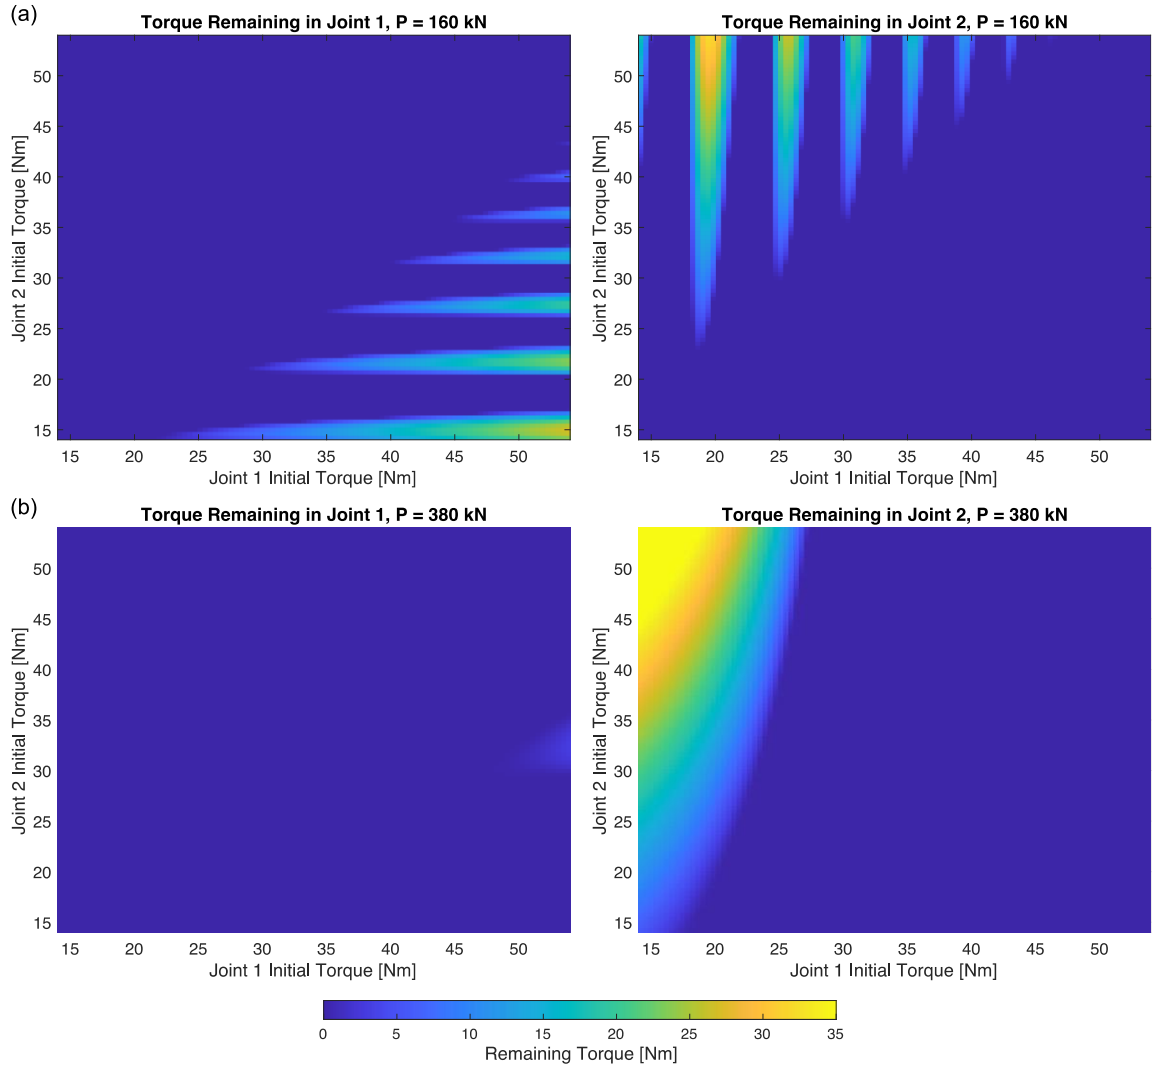 (a)
Torque Remaining in Joint 1, P = 160 kN
Joint 2 Initial Torque [Nm]
50
45
40
35
30
25
20
15
15 20 25 30 35 40 45 50
Joint 1 Initial Torque [Nm]
Torque Remaining in Joint 2, P = 160 kN
Joint 2 Initial Torque [Nm]
50
45
40
35
30
25
20
15
15 20 25 30 35 40 45 50
Joint 1 Initial Torque [Nm]
(b)
Torque Remaining in Joint 1, P = 380 kN
Joint 2 Initial Torque [Nm]
50
45
40
35
30
25
20
15
15 20 25 30 35 40 45 50
Joint 1 Initial Torque [Nm]
Torque Remaining in Joint 2, P = 380 kN
Joint 2 Initial Torque [Nm]
50
45
40
35
30
25
20
15
15 20 25 30 35 40 45 50
Joint 1 Initial Torque [Nm]
0 5 10 15 20 25 30 35
Remaining Torque [Nm]